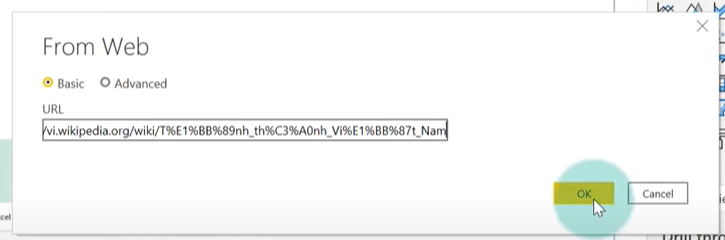 From Web
Basic Advanced
URL
/vi.wikipedia.org/wiki/T%E1%BB%89nh_th%C3%A0nh_Vi%E1%BB%87t_Nam
OK Cancel